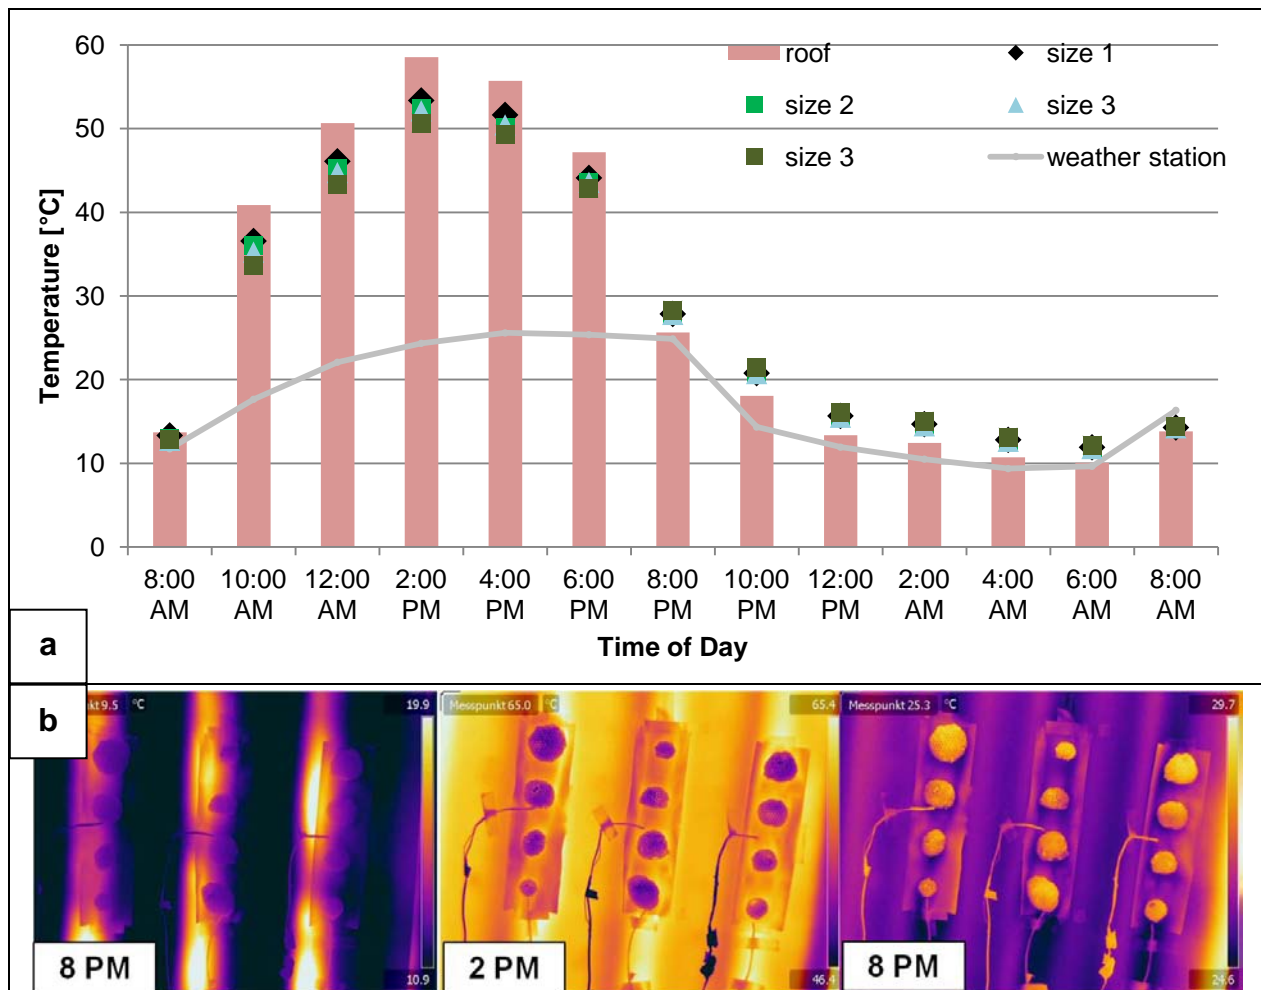 60
50
40
30
20
10
0
Temperature [°C]
roof
size 1
size 2
size 3
size 3
weather station
8:00 10:00 12:00 2:00 4:00 6:00 8:00 10:00 12:00 2:00 4:00 6:00 8:00
AM AM AM PM PM PM PM PM PM AM AM AM AM
Time of Day
a
b
nkt 9.5 °C 19.9
10.9
8 PM
Messpunkt 65.0 °C 65.4
46.4
2 PM
Messpunkt 25.3 °C 29.7
24.6
8 PM